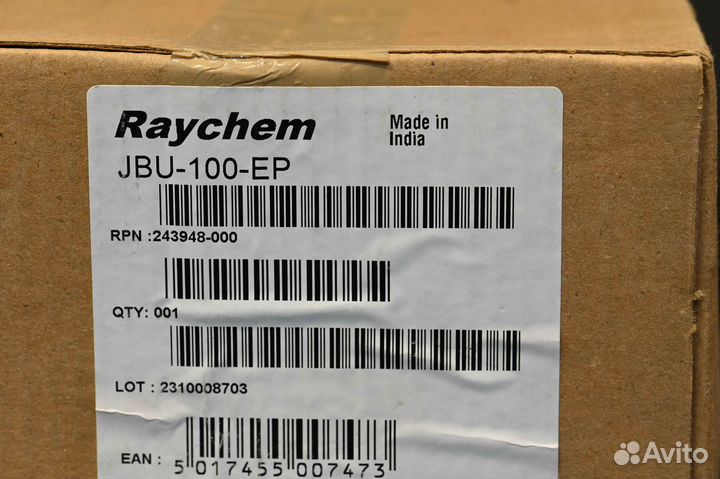 Raychem
Made in
India
JBU-100-EP
RPN :243948-000
QTY: 001
LOT : 2310008703
EAN :
5 017455 007473
Avito